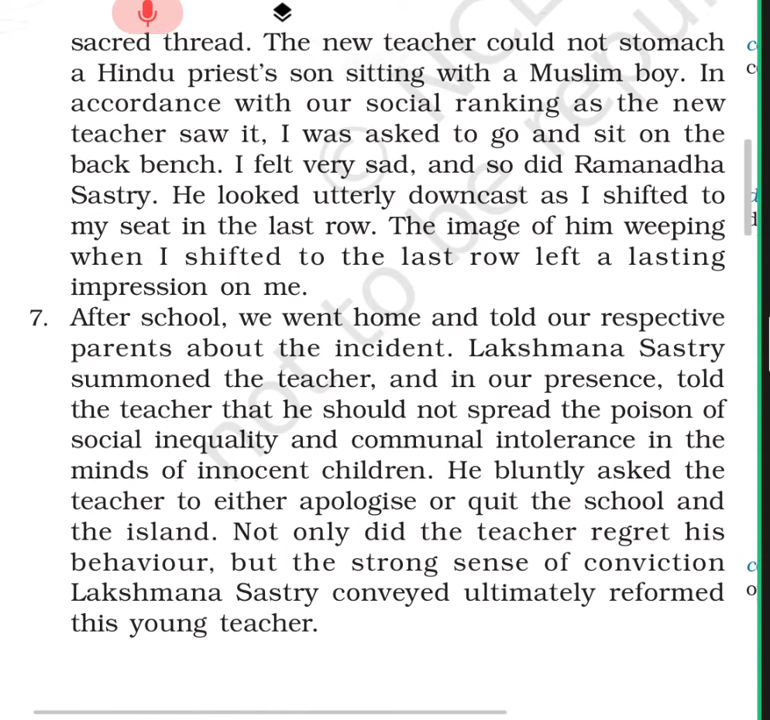 sacred thread. The new teacher could not stomach
a Hindu priest's son sitting with a Muslim boy. In
accordance with our social ranking as the new
teacher saw it, I was asked to go and sit on the
back bench. I felt very sad, and so did Ramanadha
Sastry. He looked utterly downcast as I shifted to
my seat in the last row. The image of him weeping
when I shifted to the last row left a lasting
impression on me.
7. After school, we went home and told our respective
parents about the incident. Lakshmana Sastry
summoned the teacher, and in our presence, told
the teacher that he should not spread the poison of
social inequality and communal intolerance in the
minds of innocent children. He bluntly asked the
teacher to either apologise or quit the school and
the island. Not only did the teacher regret his
behaviour, but the strong sense of conviction
Lakshmana Sastry conveyed ultimately reformed
this young teacher.